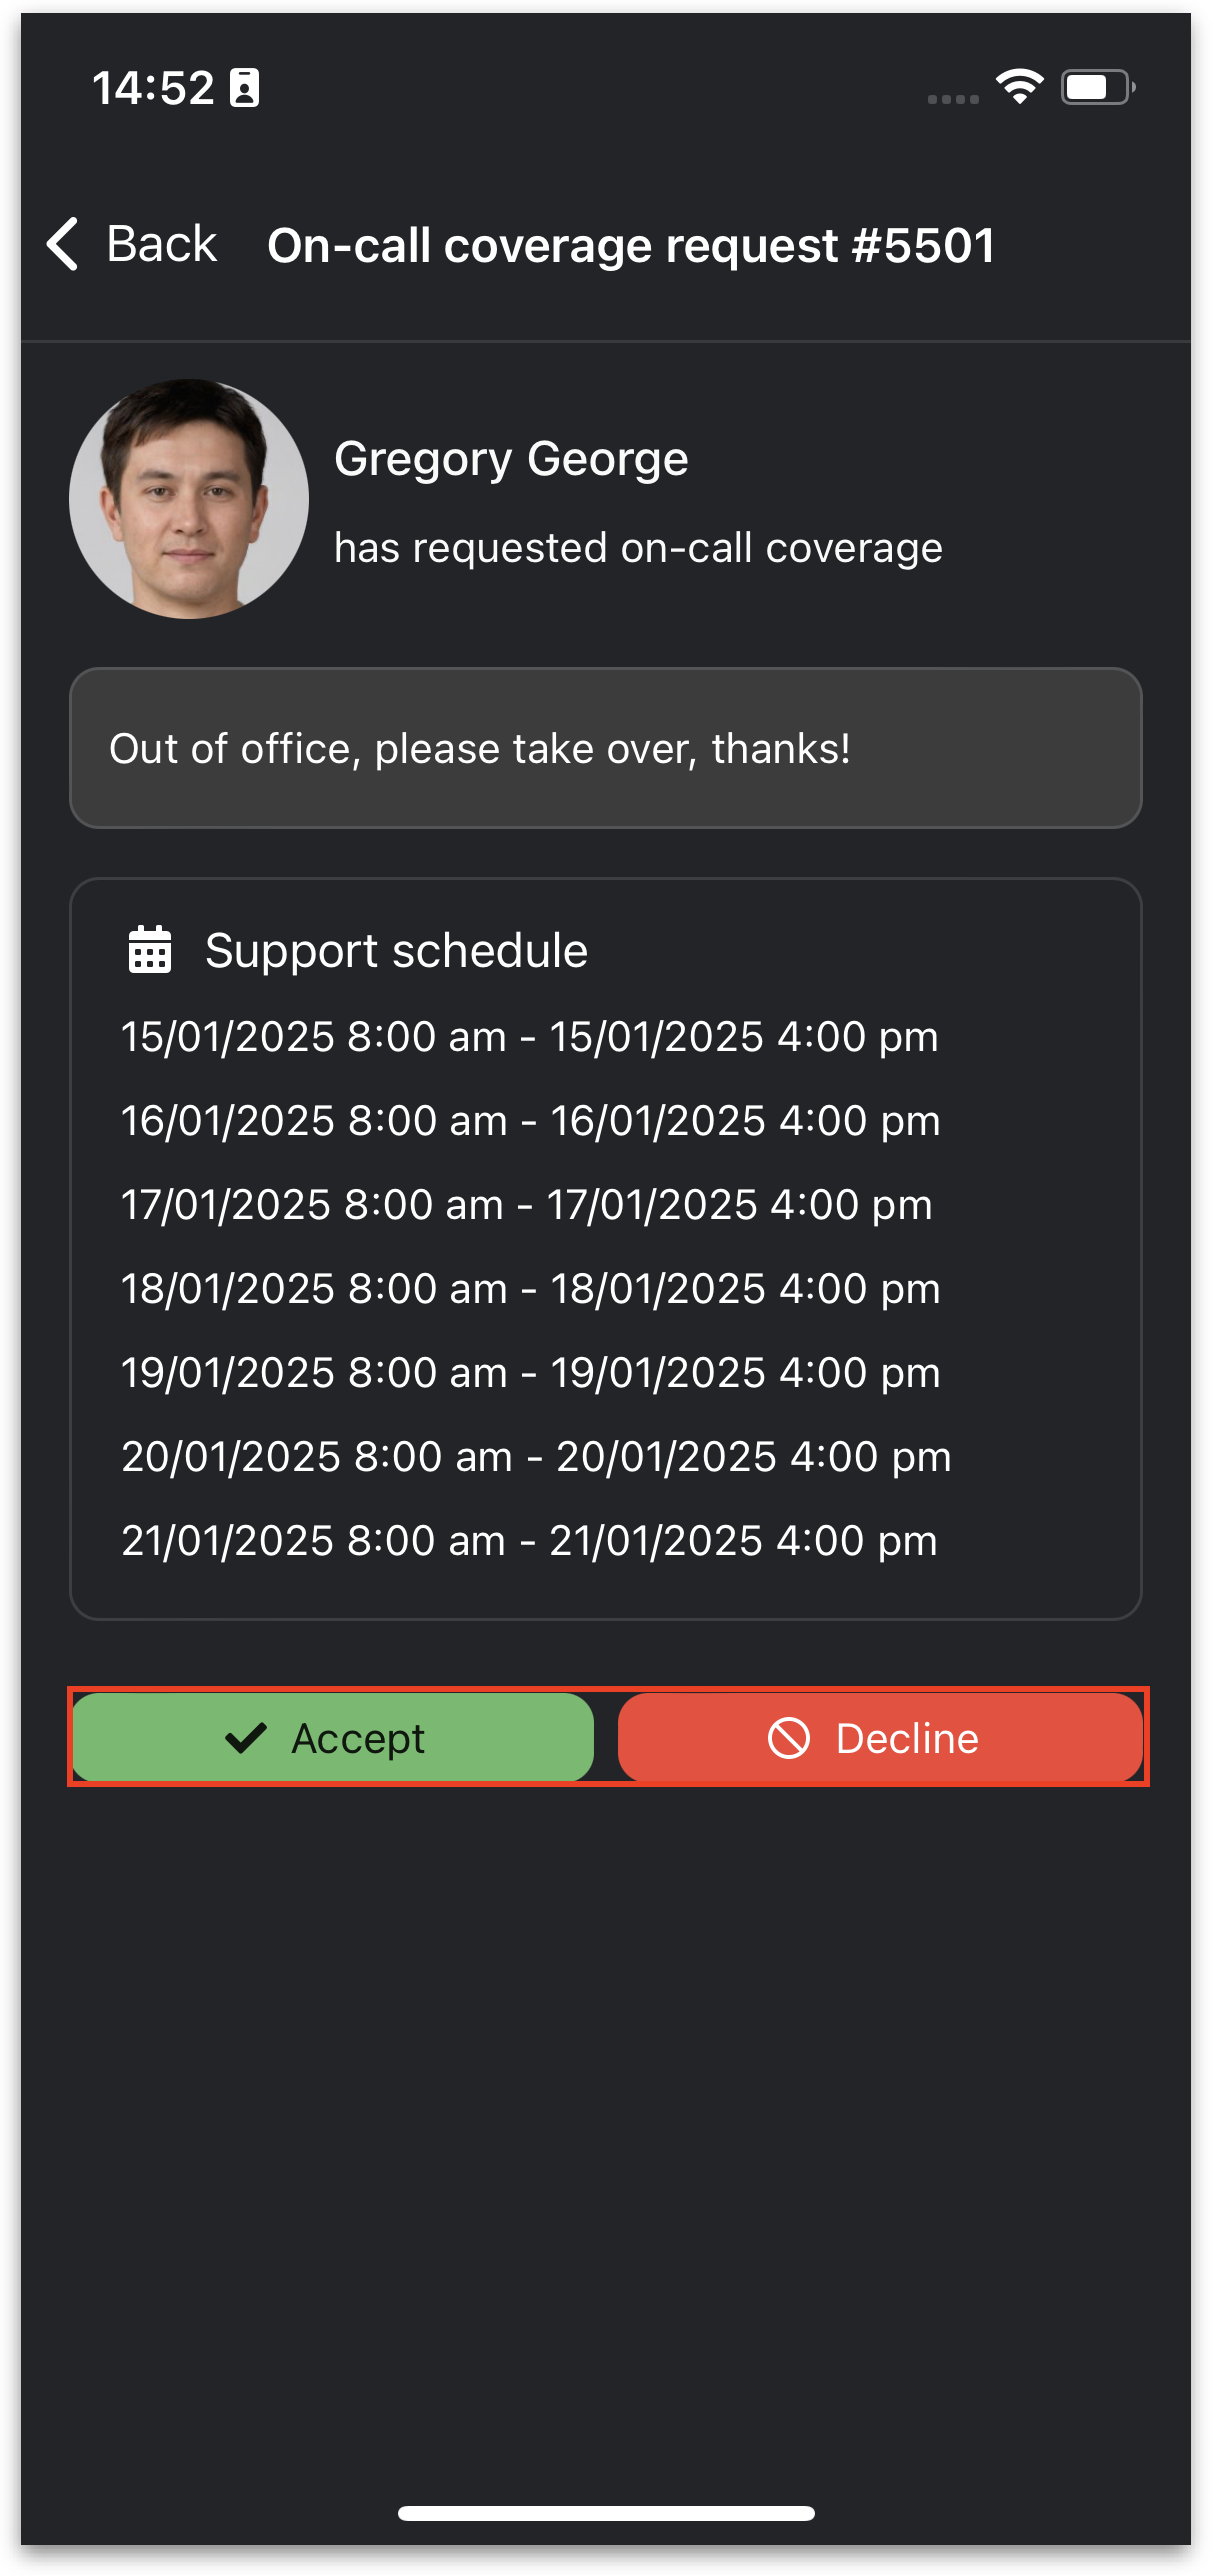 14:52
Back On-call coverage request #5501
Gregory George
has requested on-call coverage
Out of office, please take over, thanks!
Support schedule
15/01/2025 8:00 am - 15/01/2025 4:00 pm
16/01/2025 8:00 am - 16/01/2025 4:00 pm
17/01/2025 8:00 am - 17/01/2025 4:00 pm
18/01/2025 8:00 am - 18/01/2025 4:00 pm
19/01/2025 8:00 am - 19/01/2025 4:00 pm
20/01/2025 8:00 am - 20/01/2025 4:00 pm
21/01/2025 8:00 am - 21/01/2025 4:00 pm
Accept Decline